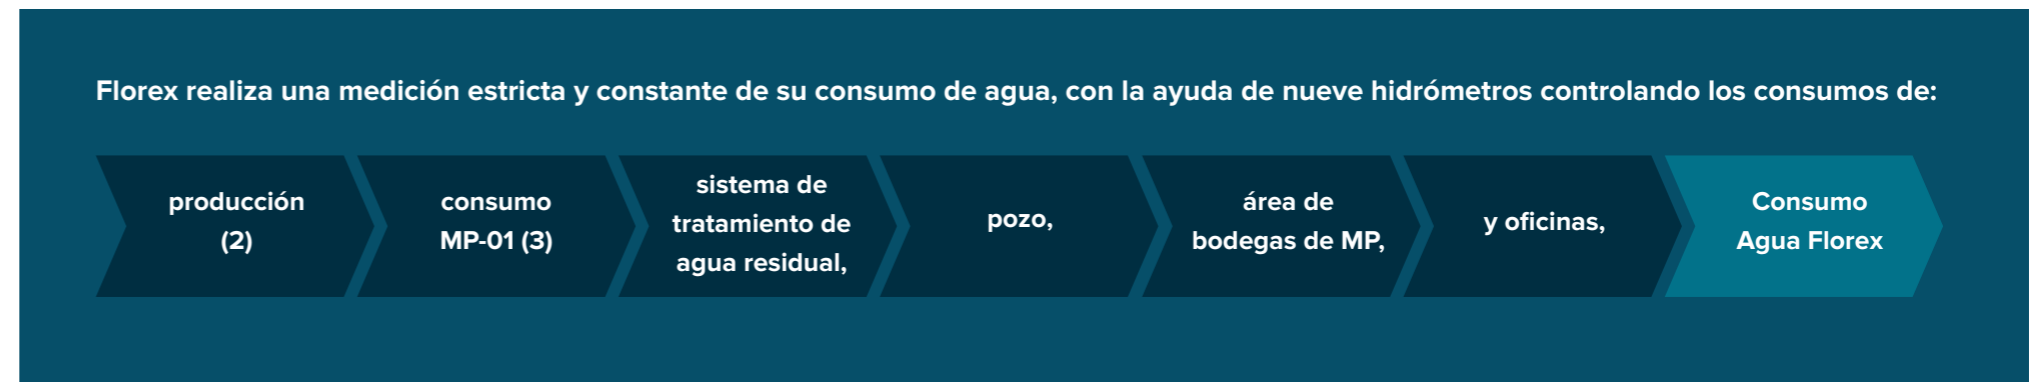 Florex realiza una medición estricta y constante de su consumo de agua, con la ayuda de nueve hidrómetros controlando los consumos de:
producción
(2)
consumo
MP-01 (3)
sistema de
tratamiento de
agua residual,
pozo,
área de
bodegas de MP,
y oficinas,
Consumo
Agua Florex